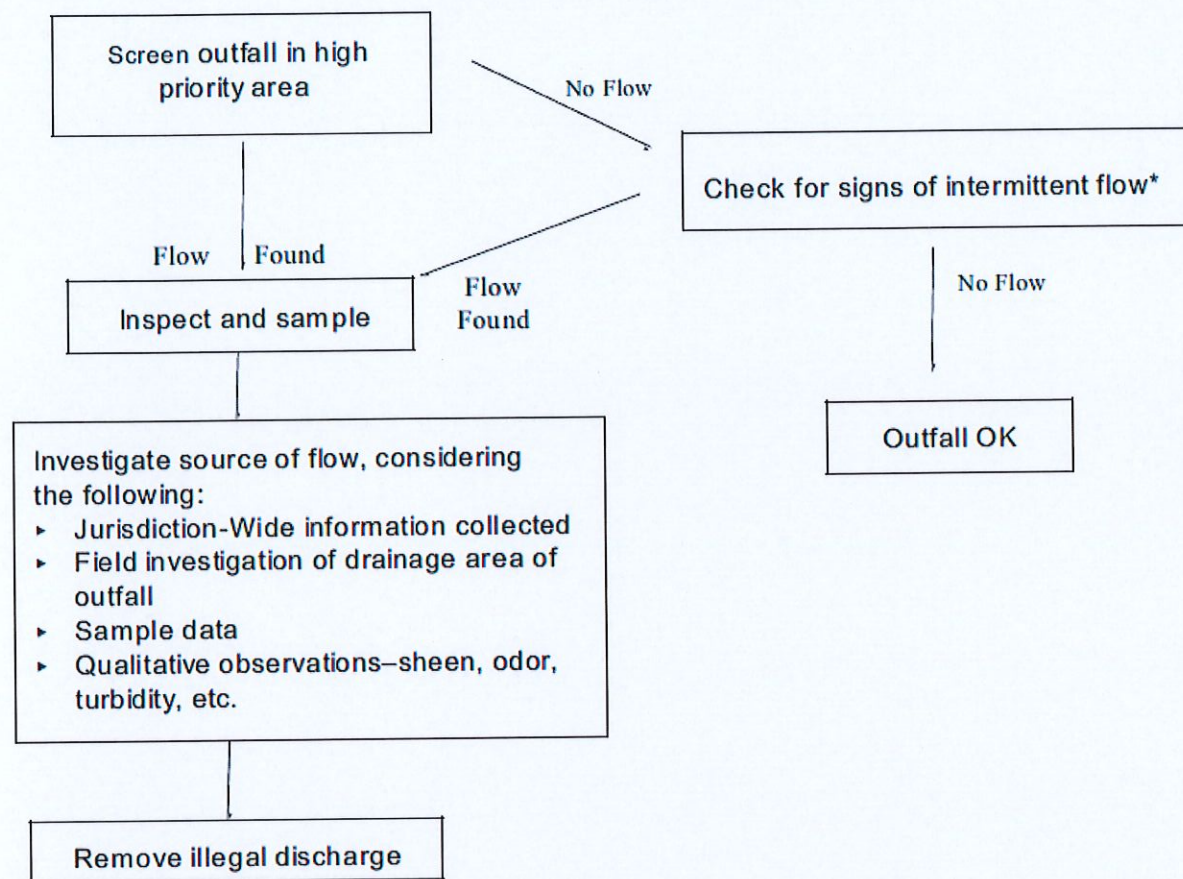 Screen outfall in high
priority area
No Flow
Check for signs of intermittent flow*
Flow Found
Flow
Found
No Flow
Inspect and sample
Outfall OK
Investigate source of flow, considering
the following:
▸ Jurisdiction-Wide information collected
▸ Field investigation of drainage area of
outfall
▸ Sample data
▸ Qualitative observations–sheen, odor,
turbidity, etc.
Remove illegal discharge